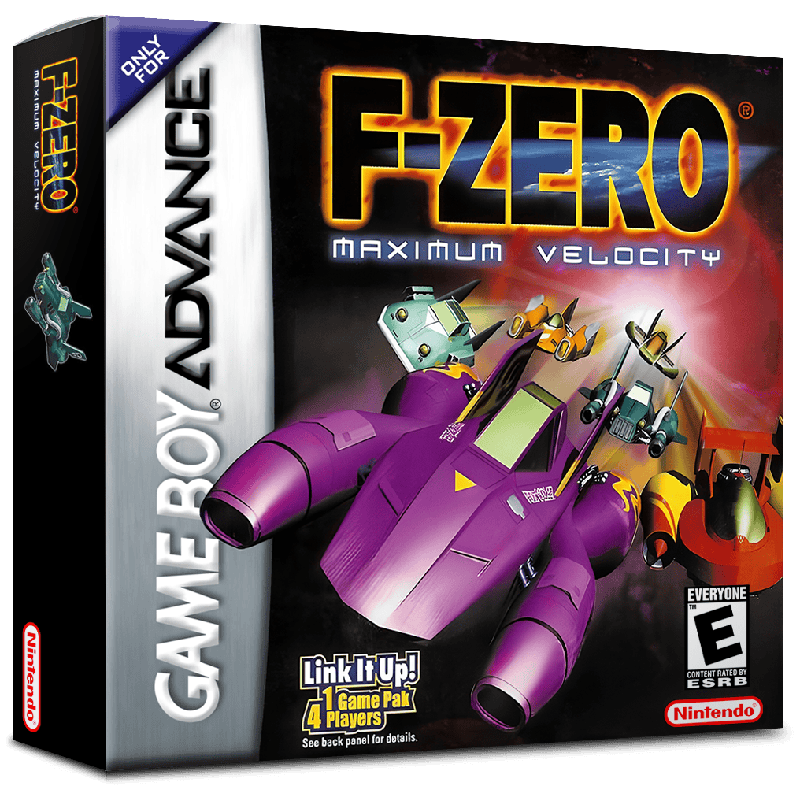 F-ZERO®
MAXIMUM VELOCITY
Nintendo
ONLY
FOR
GAME BOY ADVANCE
®
F-ZERO®
MAXIMUM VELOCITY
Link It Up!
1 Game Pak
4 Players
See back panel for details.
EVERYONE
E
™
CONTENT RATED BY
ESRB
Nintendo®